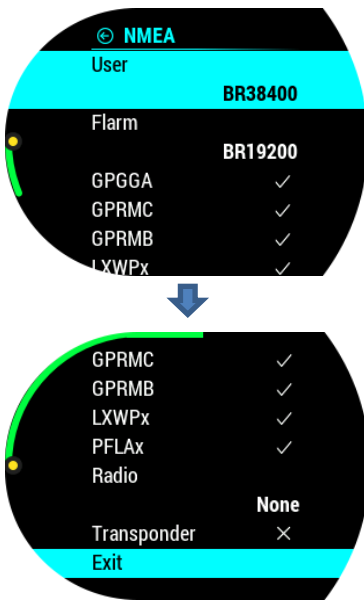 NMEA
User
BR38400
Flarm
BR19200
GPGGA ✓
GPRMC ✓
GPRMB ✓
LXWPx ✓
GPRMC ✓
GPRMB ✓
LXWPx ✓
PFLAx ✓
Radio
None
Transponder ×
Exit